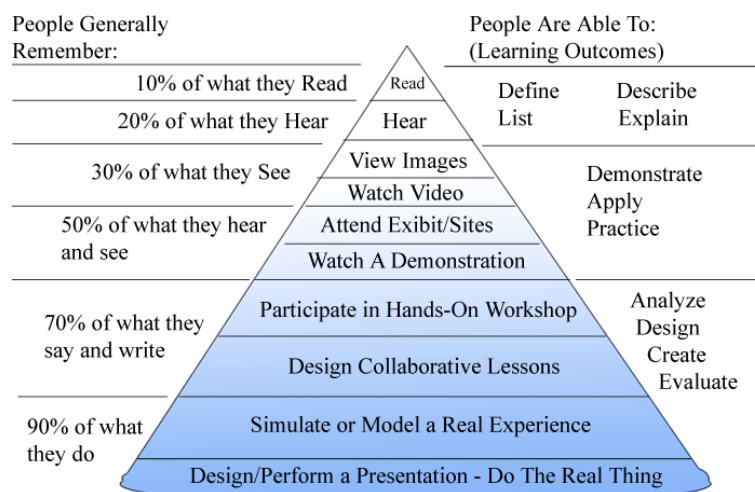 People Generally
Remember:
People Are Able To:
(Learning Outcomes)
10% of what they Read
Read
Define
List
Describe
Explain
20% of what they Hear
Hear
30% of what they See
View Images
Watch Video
Demonstrate
Apply
Practice
50% of what they hear
and see
Attend Exibit/Sites
Watch A Demonstration
70% of what they
say and write
Participate in Hands-On Workshop
Design Collaborative Lessons
Analyze
Design
Create
Evaluate
90% of what
they do
Simulate or Model a Real Experience
Design/Perform a Presentation - Do The Real Thing